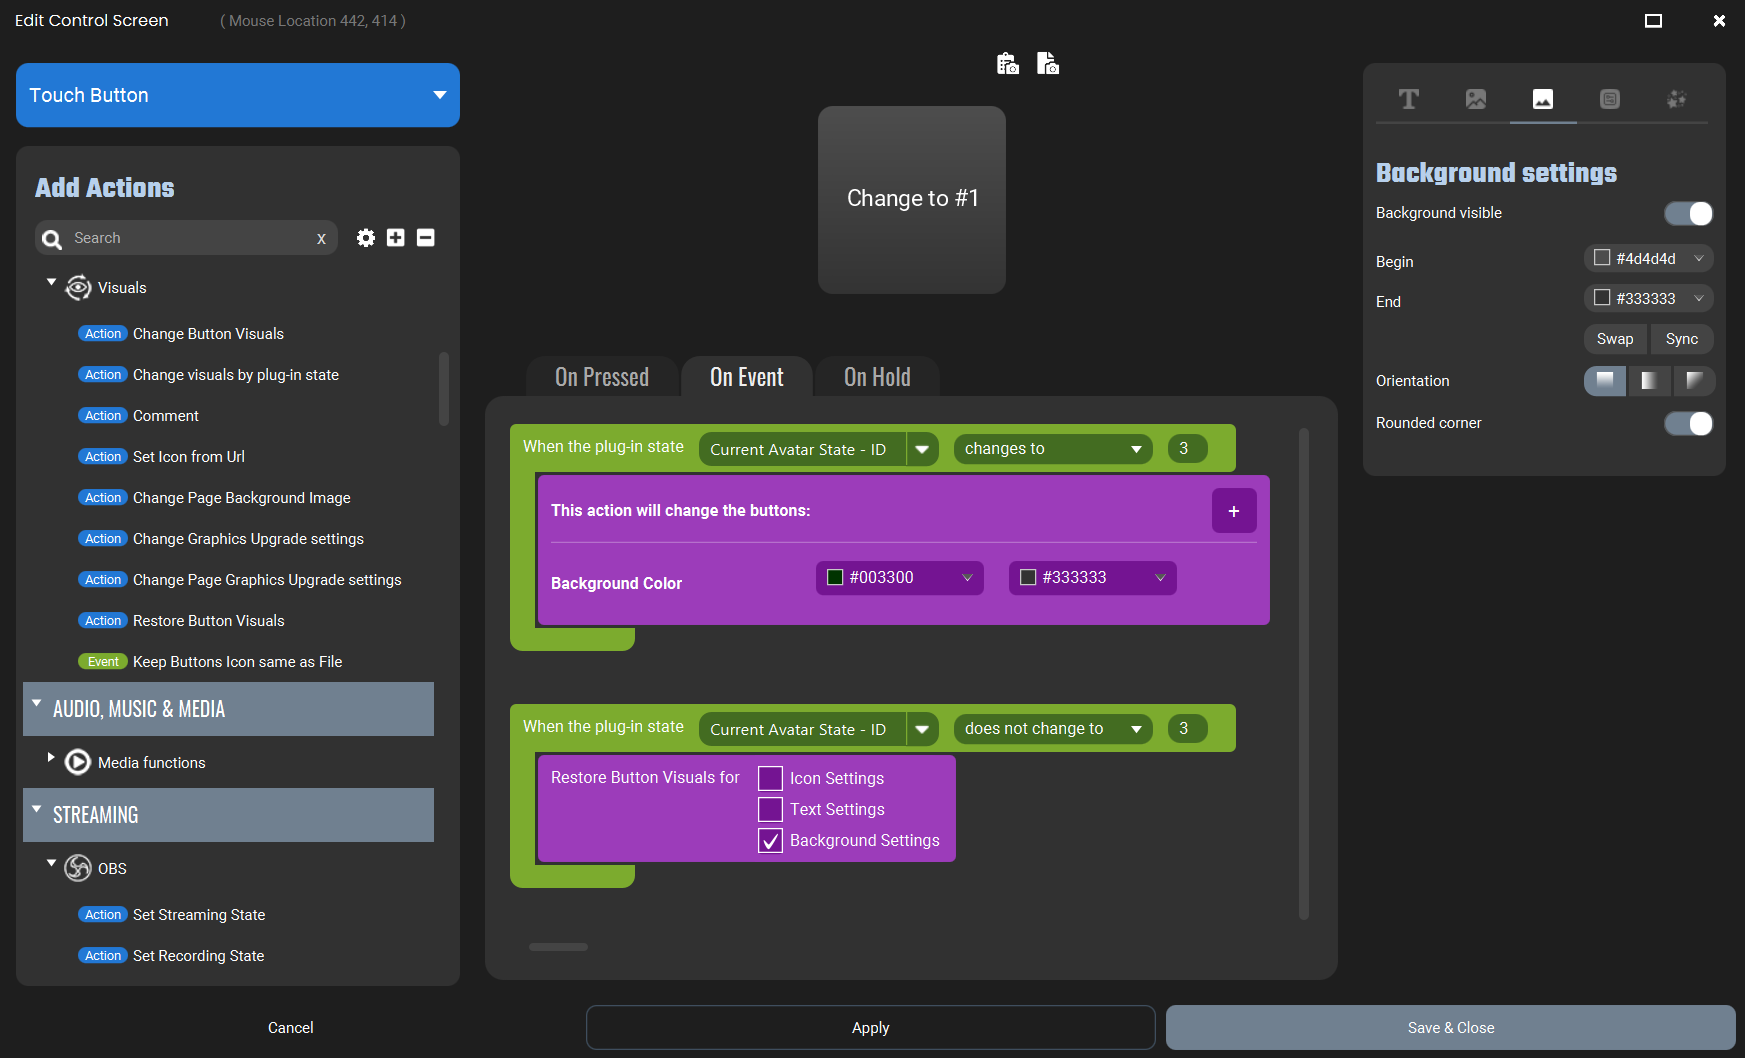 Edit Control Screen
( Mouse Location 442, 414 )
Touch Button
Add Actions
Search
x
Visuals
Action Change Button Visuals
Action Change visuals by plug-in state
Action Comment
Action Set Icon from Url
Action Change Page Background Image
Action Change Graphics Upgrade settings
Action Change Page Graphics Upgrade settings
Action Restore Button Visuals
Event Keep Buttons Icon same as File
AUDIO, MUSIC & MEDIA
Media functions
STREAMING
OBS
Action Set Streaming State
Action Set Recording State
Change to #1
On Pressed
On Event
On Hold
When the plug-in state Current Avatar State - ID changes to 3
This action will change the buttons:
+
Background Color #003300 #333333
When the plug-in state Current Avatar State - ID does not change to 3
Restore Button Visuals for Icon Settings
Text Settings
Background Settings
T
Background settings
Background visible
Begin #4d4d4d
End #333333
Swap Sync
Orientation
Rounded corner
Cancel
Apply
Save & Close